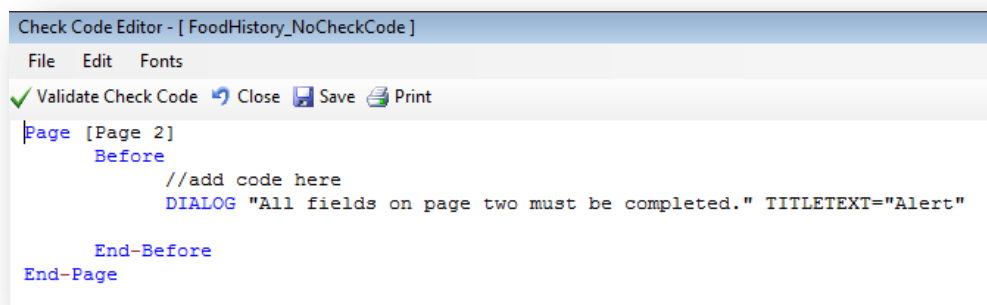 Check Code Editor - [ FoodHistory_NoCheckCode ]
File Edit Fonts
Validate Check Code Close Save Print
Page [Page 2]
Before
//add code here
DIALOG "All fields on page two must be completed." TITLETEXT="Alert"
End-Before
End-Page